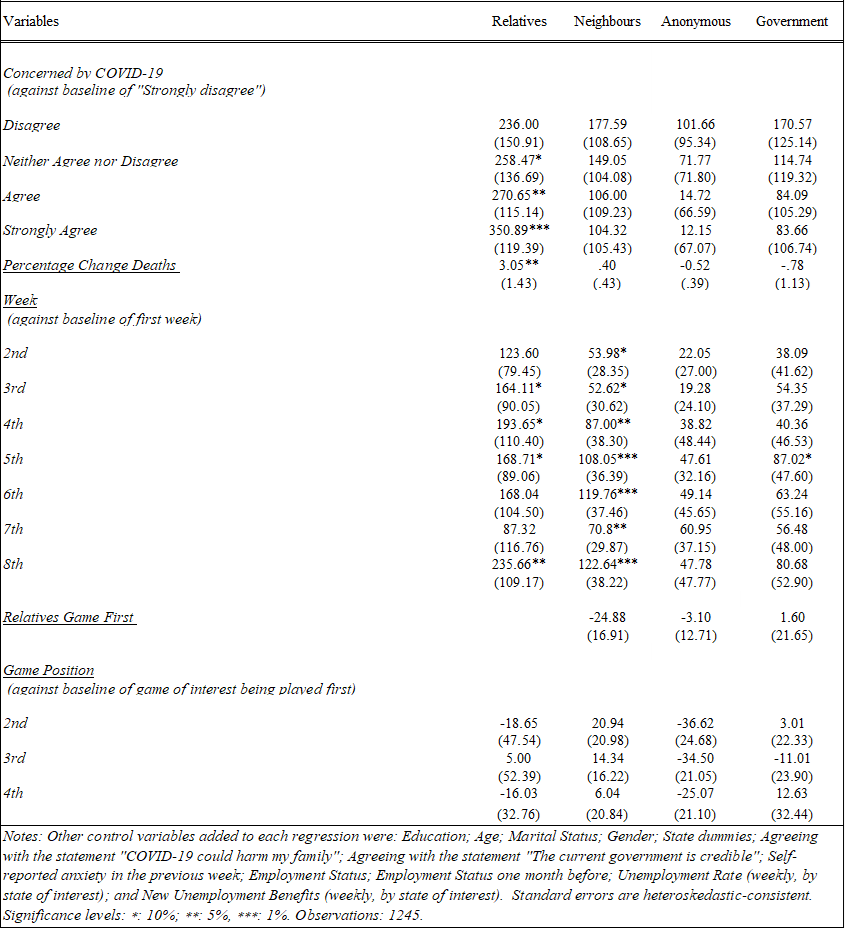 Variables Relatives Neighbours Anonymous Government
Concerned by COVID-19
(against baseline of "Strongly disagree")
Disagree 236.00 177.59 101.66 170.57
(150.91) (108.65) (95.34) (125.14)
Neither Agree nor Disagree 258.47* 149.05 71.77 114.74
(136.69) (104.08) (71.80) (119.32)
Agree 270.65** 106.00 14.72 84.09
(115.14) (109.23) (66.59) (105.29)
Strongly Agree 350.89*** 104.32 12.15 83.66
(119.39) (105.43) (67.07) (106.74)
Percentage Change Deaths 3.05** .40 -0.52 -.78
(1.43) (.43) (.39) (1.13)
Week
(against baseline of first week)
2nd 123.60 53.98* 22.05 38.09
(79.45) (28.35) (27.00) (41.62)
3rd 164.11* 52.62* 19.28 54.35
(90.05) (30.62) (24.10) (37.29)
4th 193.65* 87.00** 38.82 40.36
(110.40) (38.30) (48.44) (46.53)
5th 168.71* 108.05*** 47.61 87.02*
(89.06) (36.39) (32.16) (47.60)
6th 168.04 119.76*** 49.14 63.24
(104.50) (37.46) (45.65) (55.16)
7th 87.32 70.8** 60.95 56.48
(116.76) (29.87) (37.15) (48.00)
8th 235.66** 122.64*** 47.78 80.68
(109.17) (38.22) (47.77) (52.90)
Relatives Game First -24.88 -3.10 1.60
(16.91) (12.71) (21.65)
Game Position
(against baseline of game of interest being played first)
2nd -18.65 20.94 -36.62 3.01
(47.54) (20.98) (24.68) (22.33)
3rd 5.00 14.34 -34.50 -11.01
(52.39) (16.22) (21.05) (23.90)
4th -16.03 6.04 -25.07 12.63
(32.76) (20.84) (21.10) (32.44)
Notes: Other control variables added to each regression were: Education; Age; Marital Status; Gender; State dummies; Agreeing
with the statement "COVID-19 could harm my family"; Agreeing with the statement "The current government is credible"; Self-
reported anxiety in the previous week; Employment Status; Employment Status one month before; Unemployment Rate (weekly, by
state of interest); and New Unemployment Benefits (weekly, by state of interest). Standard errors are heteroskedastic-consistent.
Significance levels: *: 10%; **: 5%, ***: 1%. Observations: 1245.